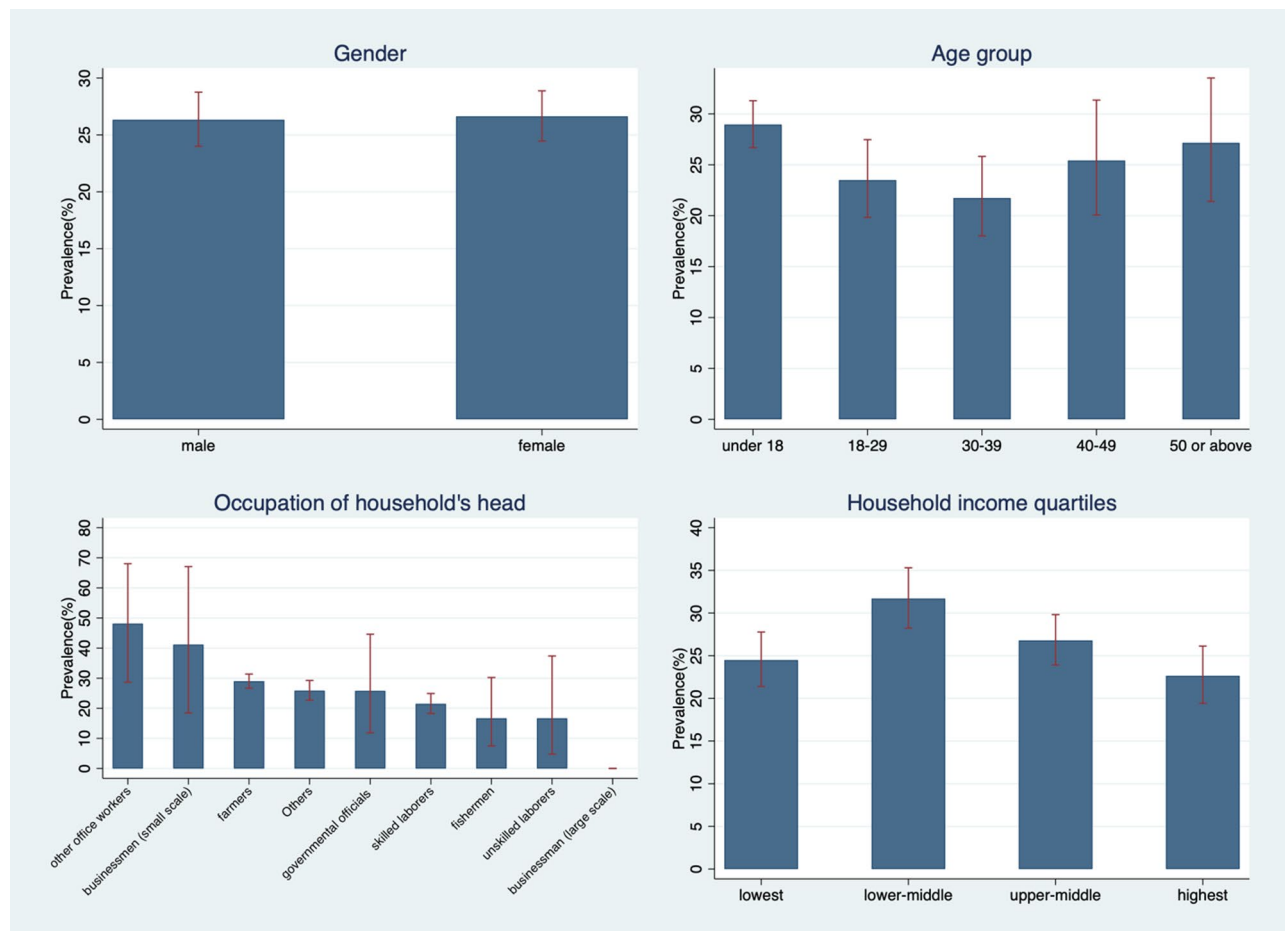 Gender
Prevalence(%)
30
25
20
15
10
5
0
male
female
Age group
Prevalence(%)
30
25
20
15
10
5
0
under 18
18-29
30-39
40-49
50 or above
Occupation of household's head
Prevalence(%)
80
70
60
50
40
30
20
10
0
other office workers
businessmen (small scale)
farmers
Others
governmental officials
skilled laborers
fishermen
unskilled laborers
businessman (large scale)
Household income quartiles
Prevalence(%)
40
35
30
25
20
15
10
5
0
lowest
lower-middle
upper-middle
highest